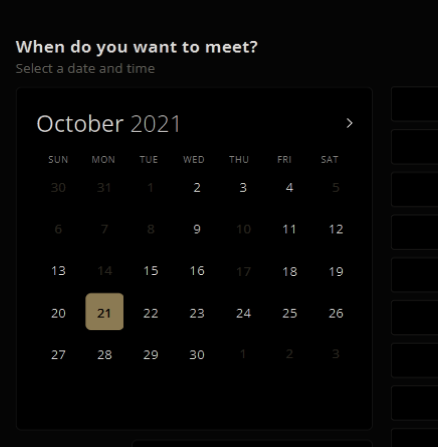 When do you want to meet?
Select a date and time
October 2021 >
SUN MON TUE WED THU FRI SAT
30 31 1 2 3 4 5
6 7 8 9 10 11 12
13 14 15 16 17 18 19
20 21 22 23 24 25 26
27 28 29 30 1 2 3